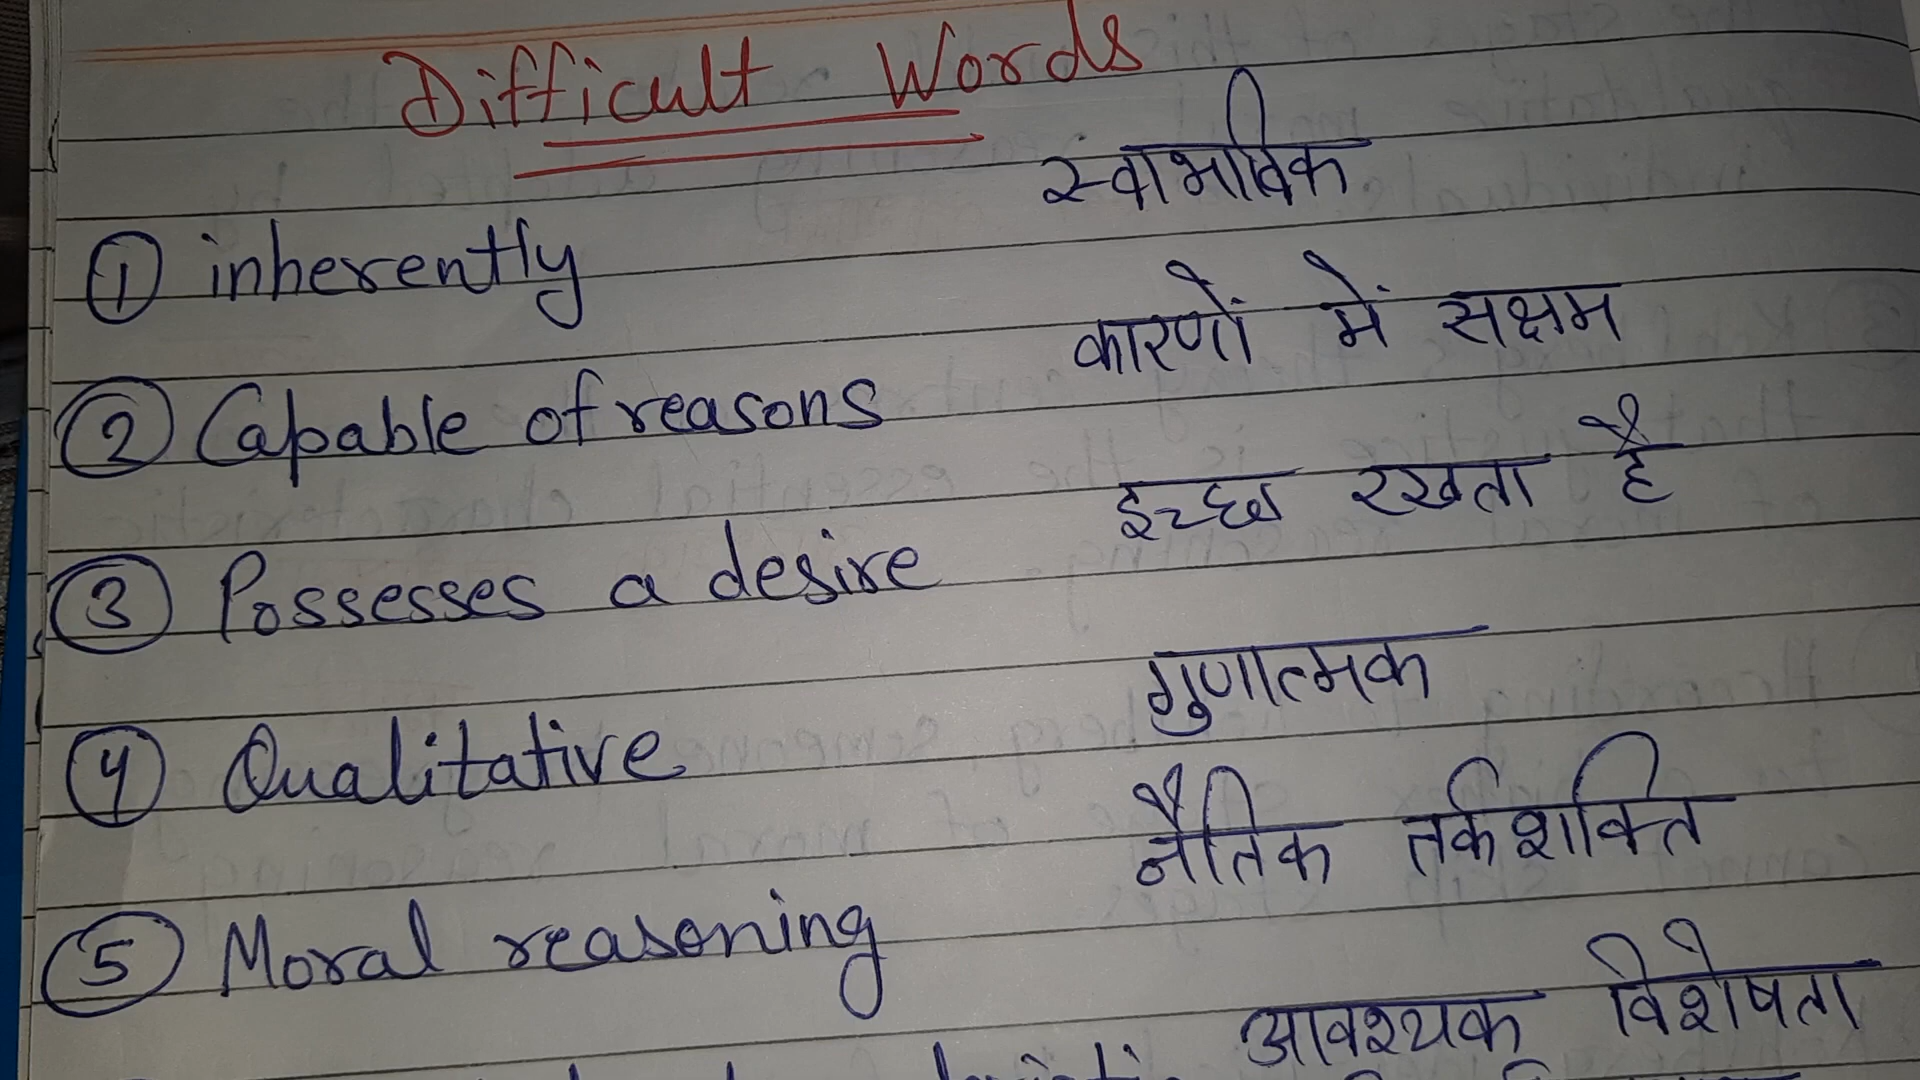 Difficult Words
① inherently स्वाभाविक
② Capable of reasons कारणों में सक्षम
③ Possesses a desire इच्छा रखता है
④ Qualitative गुणात्मक
⑤ Moral reasoning नैतिक तर्कशक्ति
आवश्यक विशेषता